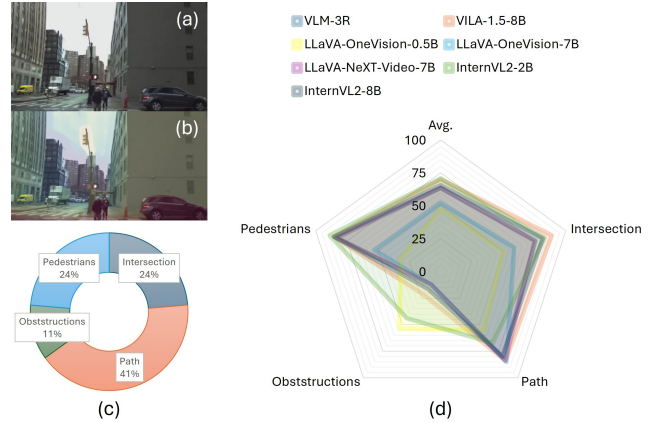 (a)
(b)
Pedestrians
24%
Intersection
24%
Obststructions
11%
Path
41%
(c)
VLM-3R
VILA-1.5-8B
LLaVA-OneVision-0.5B
LLaVA-OneVision-7B
LLaVA-NeXT-Video-7B
InternVL2-2B
InternVL2-8B
Avg.
100
75
50
25
0
Pedestrians
Intersection
Obststructions
Path
(d)